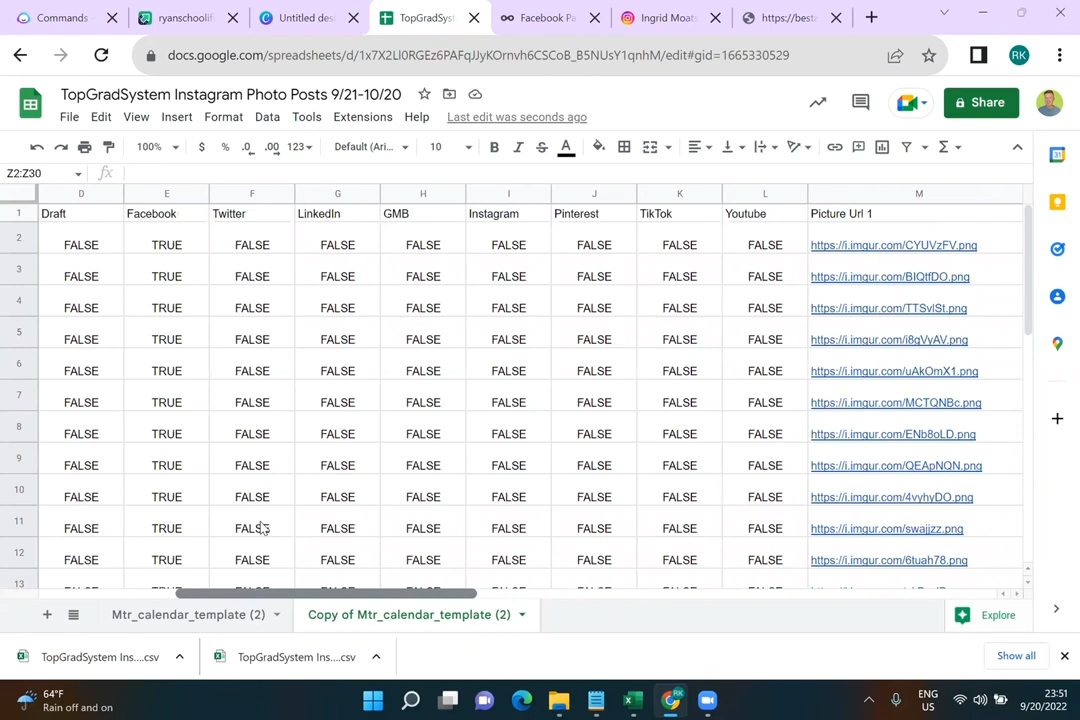 Commands -
ryanschoolif
Untitled des
TopGradSyst
Facebook Pa
Ingrid Moats
https://besta
docs.google.com/spreadsheets/d/1x7X2Ll0RGEz6PAFqJJyKOrnvh6CSCoB_B5NUsY1qnhM/edit#gid=1665330529
RK
TopGradSystem Instagram Photo Posts 9/21-10/20
File Edit View Insert Format Data Tools Extensions Help Last edit was seconds ago
Share
100% $ % .0 .00 123 Default (Ari... 10 B I S A
Z2:Z30 fx
D E F G H I J K L M
1 Draft Facebook Twitter LinkedIn GMB Instagram Pinterest TikTok Youtube Picture Url 1
2 FALSE TRUE FALSE FALSE FALSE FALSE FALSE FALSE FALSE https://i.imgur.com/CYUVzFV.png
3 FALSE TRUE FALSE FALSE FALSE FALSE FALSE FALSE FALSE https://i.imgur.com/BIQtfDO.png
4 FALSE TRUE FALSE FALSE FALSE FALSE FALSE FALSE FALSE https://i.imgur.com/TTSvlSt.png
5 FALSE TRUE FALSE FALSE FALSE FALSE FALSE FALSE FALSE https://i.imgur.com/i8gVyAV.png
6 FALSE TRUE FALSE FALSE FALSE FALSE FALSE FALSE FALSE https://i.imgur.com/uAkOmX1.png
7 FALSE TRUE FALSE FALSE FALSE FALSE FALSE FALSE FALSE https://i.imgur.com/MCTQNBc.png
8 FALSE TRUE FALSE FALSE FALSE FALSE FALSE FALSE FALSE https://i.imgur.com/ENb8oLD.png
9 FALSE TRUE FALSE FALSE FALSE FALSE FALSE FALSE FALSE https://i.imgur.com/QEApNQN.png
10 FALSE TRUE FALSE FALSE FALSE FALSE FALSE FALSE FALSE https://i.imgur.com/4vyhyDO.png
11 FALSE TRUE FALSE FALSE FALSE FALSE FALSE FALSE FALSE https://i.imgur.com/swajjzz.png
12 FALSE TRUE FALSE FALSE FALSE FALSE FALSE FALSE FALSE https://i.imgur.com/6tuah78.png
13
Mtr_calendar_template (2) Copy of Mtr_calendar_template (2) Explore
TopGradSystem Ins....csv TopGradSystem Ins....csv Show all
64°F
Rain off and on
ENG
US
23:51
9/20/2022